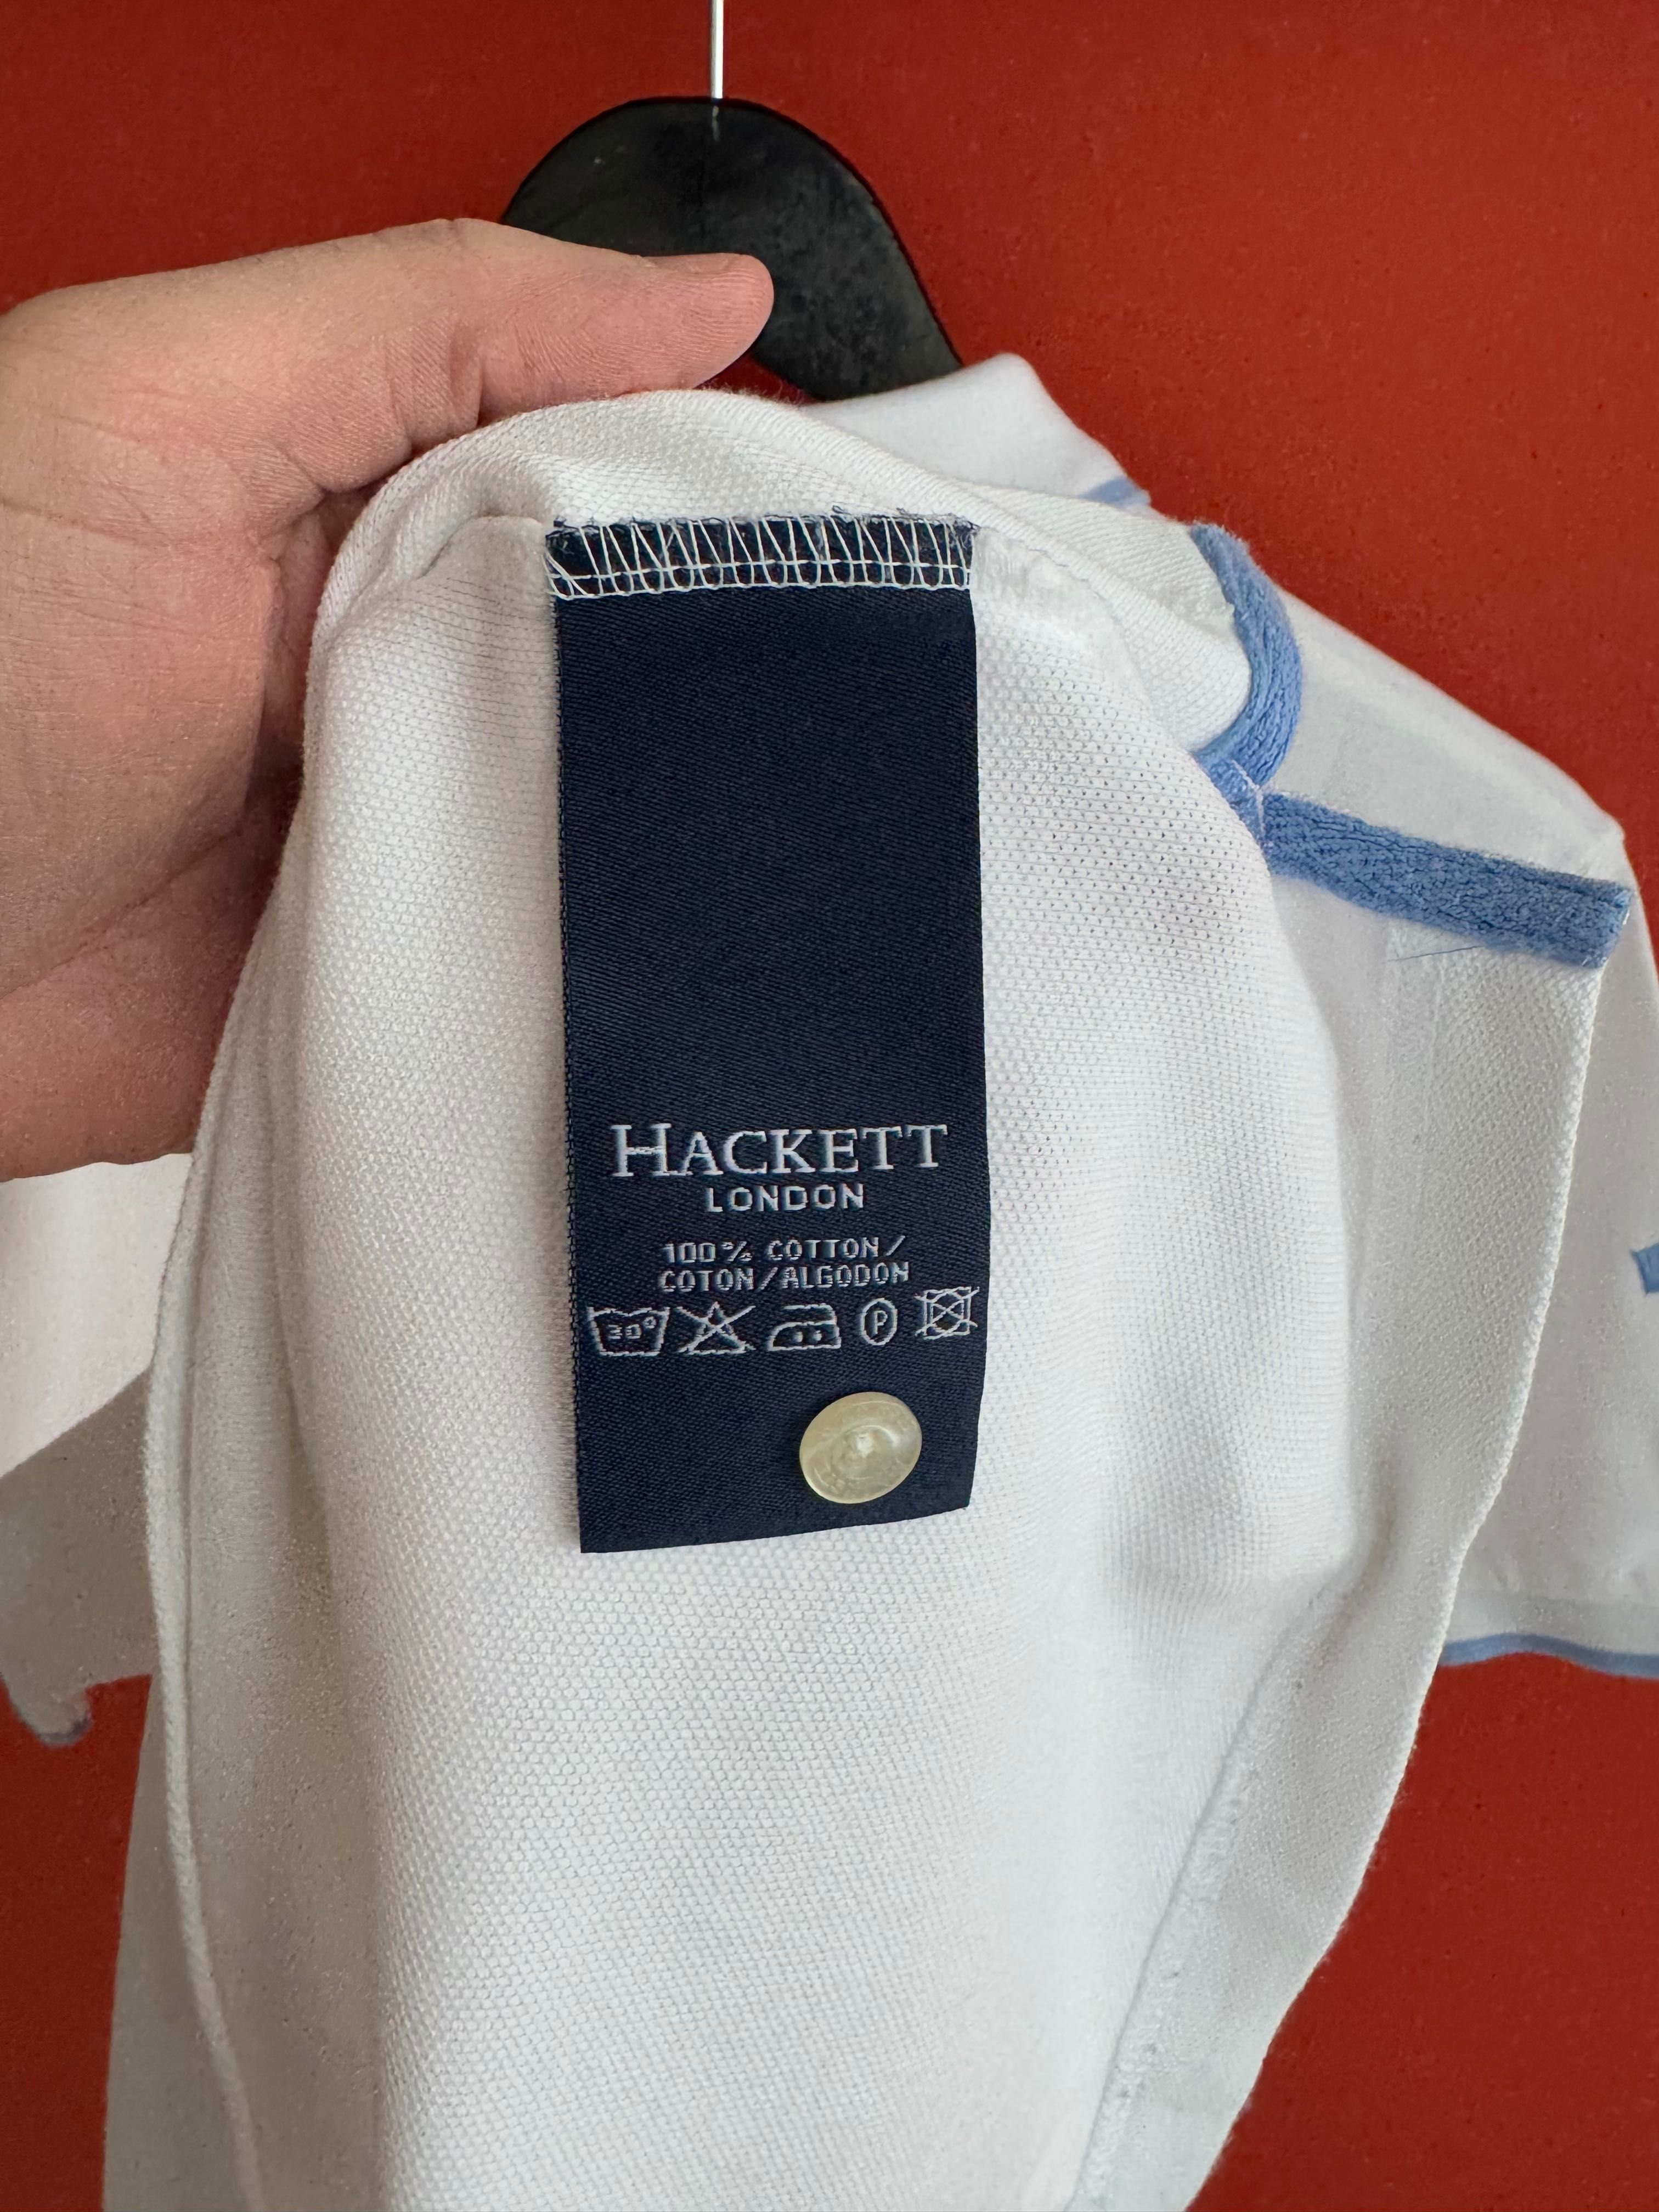 HACKETT
LONDON
100% COTTON/
COTON/ALGODON
30° P